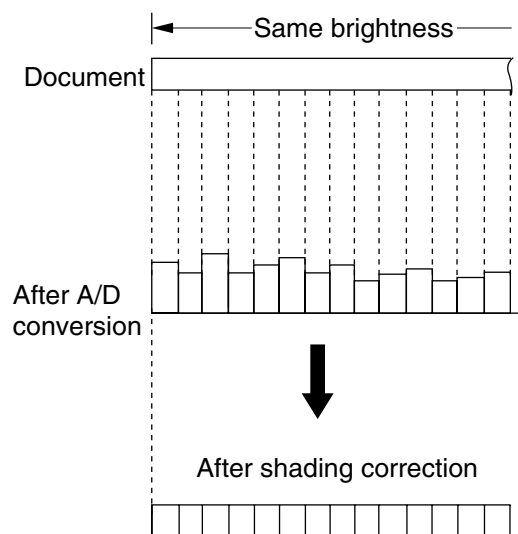 Same brightness
Document
After A/D
conversion
After shading correction